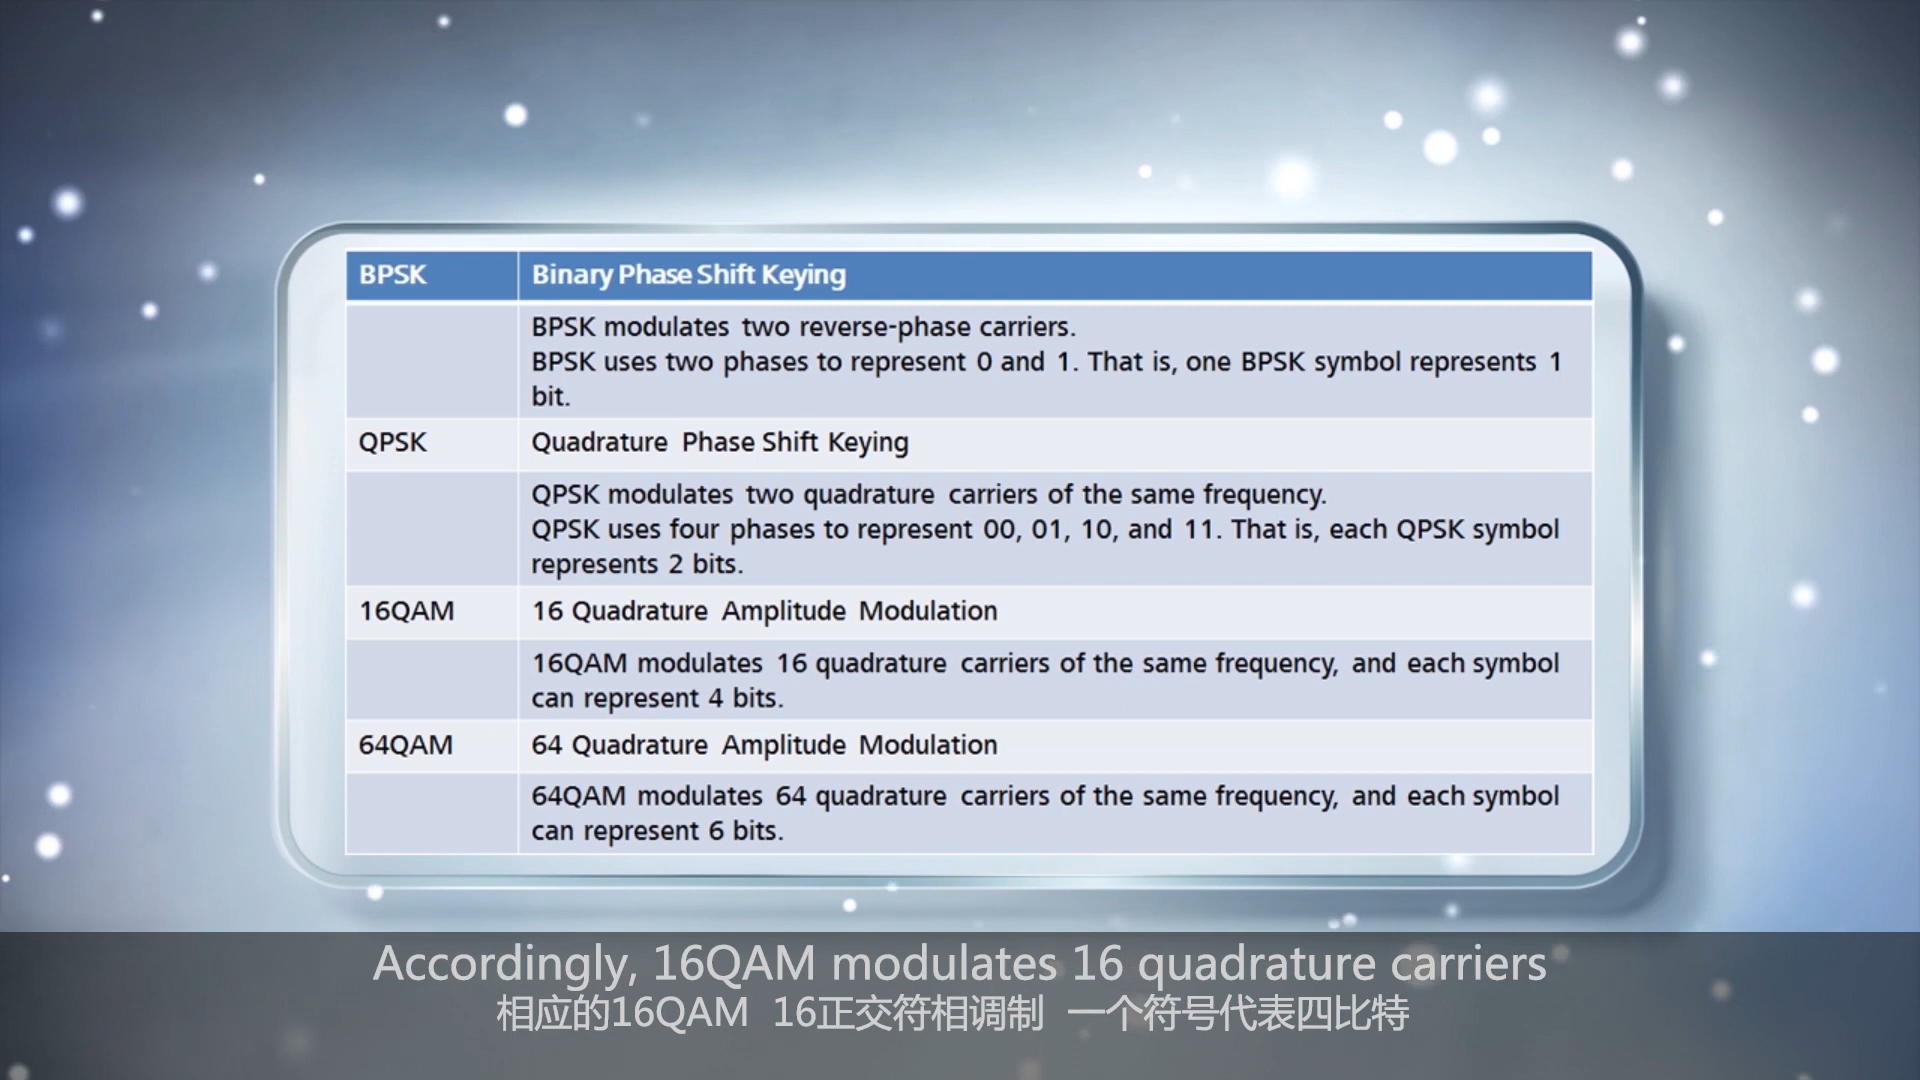 BPSK Binary Phase Shift Keying
BPSK modulates two reverse-phase carriers.
BPSK uses two phases to represent 0 and 1. That is, one BPSK symbol represents 1
bit.
QPSK Quadrature Phase Shift Keying
QPSK modulates two quadrature carriers of the same frequency.
QPSK uses four phases to represent 00, 01, 10, and 11. That is, each QPSK symbol
represents 2 bits.
16QAM 16 Quadrature Amplitude Modulation
16QAM modulates 16 quadrature carriers of the same frequency, and each symbol
can represent 4 bits.
64QAM 64 Quadrature Amplitude Modulation
64QAM modulates 64 quadrature carriers of the same frequency, and each symbol
can represent 6 bits.
Accordingly, 16QAM modulates 16 quadrature carriers
相应的16QAM 16正交符相调制 一个符号代表四比特